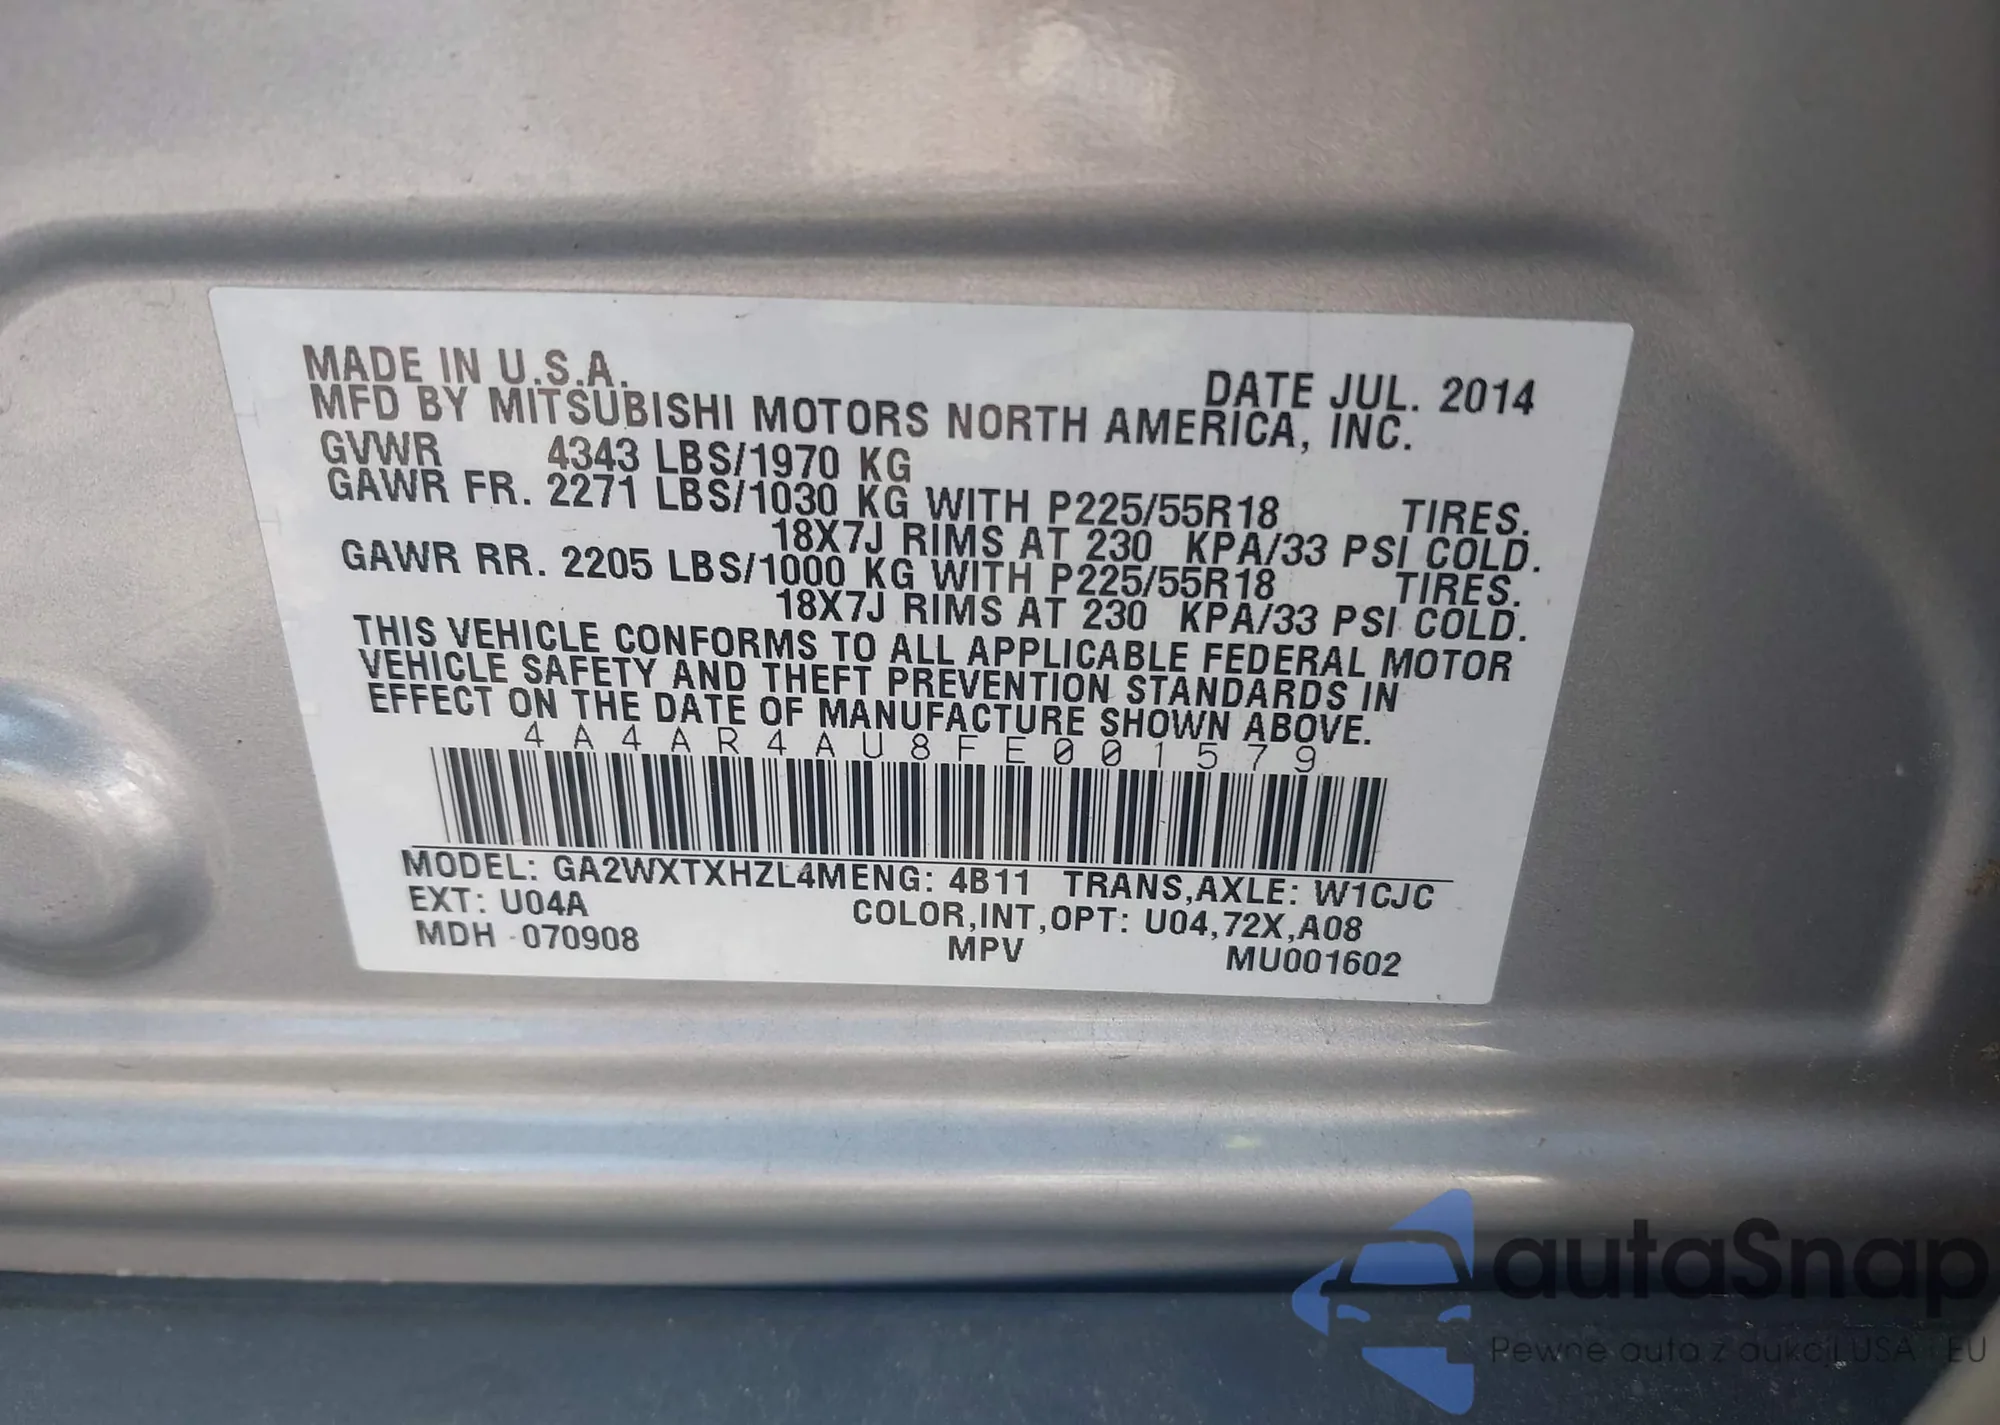 MADE IN U.S.A.
DATE JUL. 2014
MFD BY MITSUBISHI MOTORS NORTH AMERICA, INC.
GVWR 4343 LBS/1970 KG
GAWR FR. 2271 LBS/1030 KG WITH P225/55R18 TIRES.
18X7J RIMS AT 230 KPA/33 PSI COLD.
GAWR RR. 2205 LBS/1000 KG WITH P225/55R18 TIRES.
18X7J RIMS AT 230 KPA/33 PSI COLD.
THIS VEHICLE CONFORMS TO ALL APPLICABLE FEDERAL MOTOR
VEHICLE SAFETY AND THEFT PREVENTION STANDARDS IN
EFFECT ON THE DATE OF MANUFACTURE SHOWN ABOVE.
4A4AR4AU8FE001579
MODEL: GA2WXTXHZL4MENG: 4B11 TRANS,AXLE: W1CJC
EXT: U04A COLOR,INT,OPT: U04,72X,A08
MDH 070908 MPV MU001602
autaSnap
Pewne auta z aukcji USA i EU